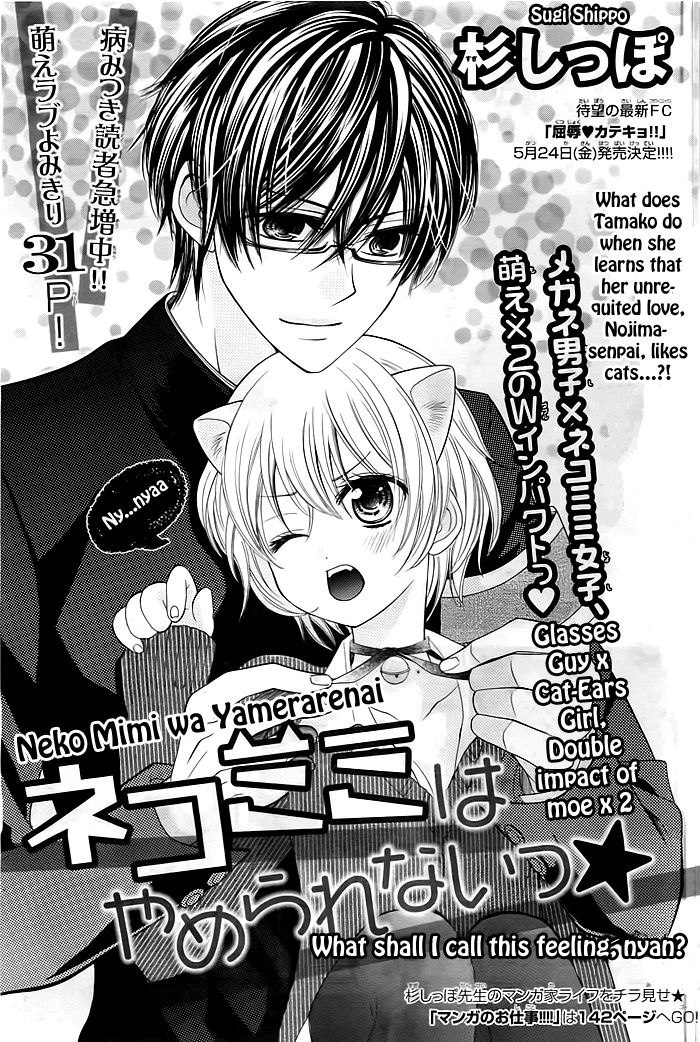 Sugi Shippo
杉しっぽ
待望の最新FC
「屈辱♥カテキョ!!」
5月24日(金)発売決定!!!!
病みつき読者急増中!!
萌えラブよみきり
31P!
What does
Tamako do
when she
learns that
her unre-
quited love,
Nojima-
senpai, likes
cats...?!
メガネ男子×ネコミミ女子、
萌え×2のWインパクトっ♥
Ny...nyaa
Glasses
Guy x
Cat-Ears
Girl,
Double
impact of
moe x 2
Neko Mimi wa Yamerarenai
ネコミミは
やめられないっ★
What shall I call this feeling, nyan?
杉しっぽ先生のマンガ家ライフをチラ見せ★
「マンガのお仕事!!!!」は142ページへGO!